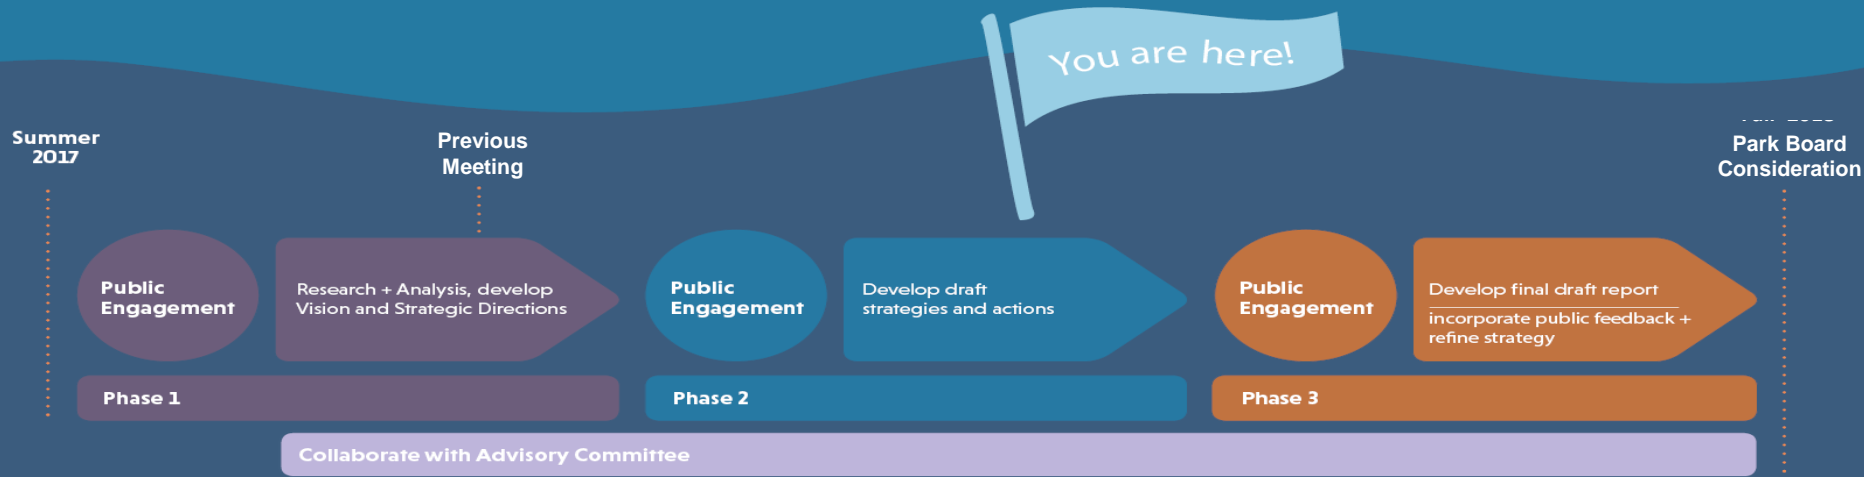 You are here!
Summer
2017
Previous
Meeting
Park Board
Consideration
Public
Engagement
Research + Analysis, develop
Vision and Strategic Directions
Public
Engagement
Develop draft
strategies and actions
Public
Engagement
Develop final draft report
incorporate public feedback +
refine strategy
Phase 1
Phase 2
Phase 3
Collaborate with Advisory Committee